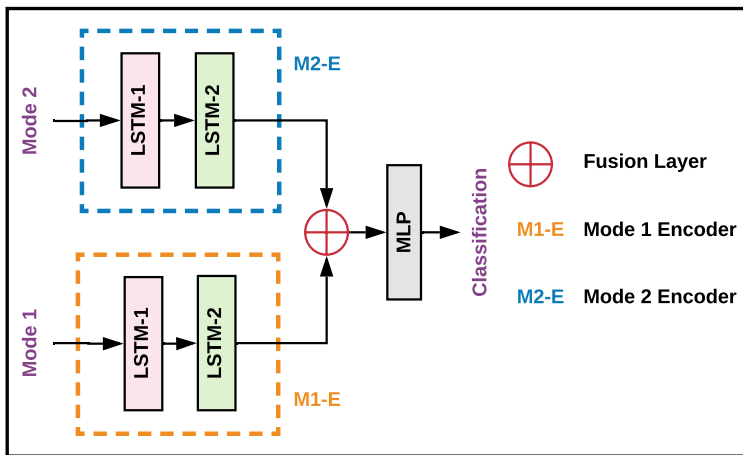 Mode 2
LSTM-1
LSTM-2
M2-E
Mode 1
LSTM-1
LSTM-2
M1-E
MLP
Classification
Fusion Layer
M1-E Mode 1 Encoder
M2-E Mode 2 Encoder